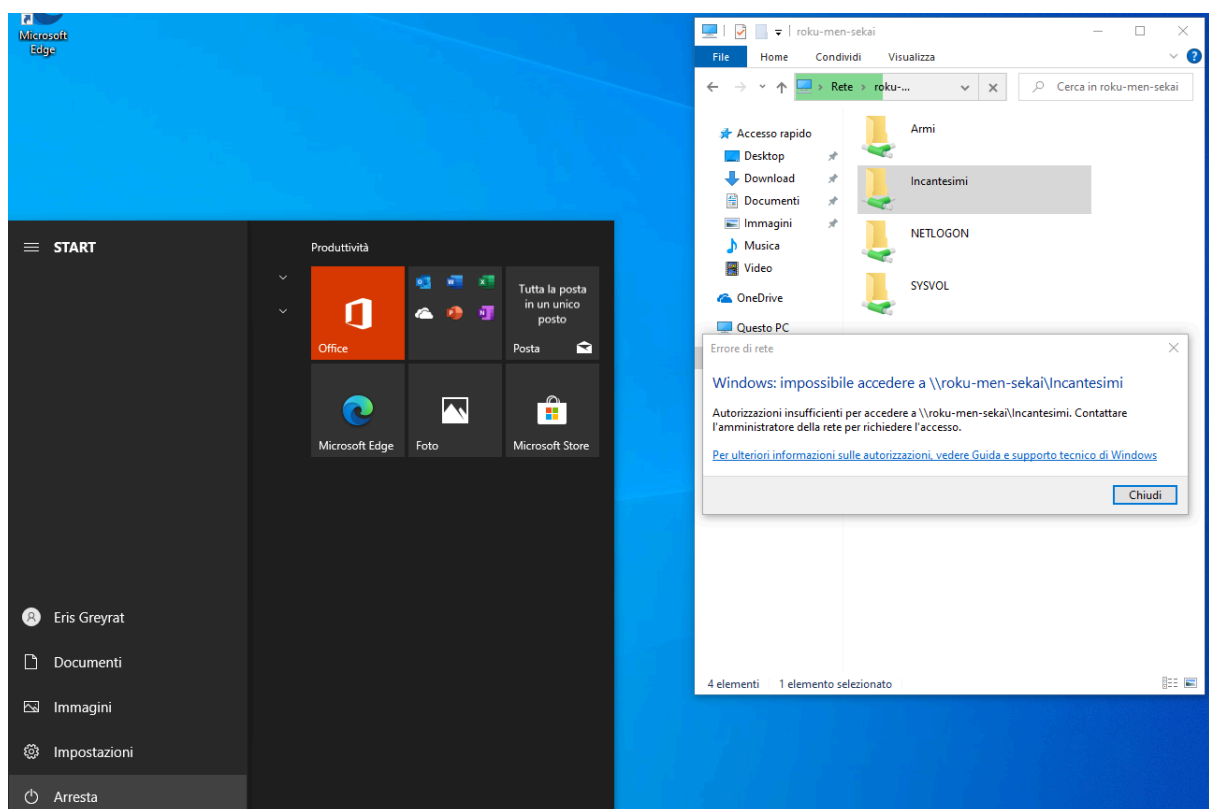 Microsoft
Edge
START
Produttività
Office
Tutta la posta
in un unico
posto
Posta
Microsoft Edge
Foto
Microsoft Store
Eris Greyrat
Documenti
Immagini
Impostazioni
Arresta
roku-men-sekai
File Home Condividi Visualizza
Rete roku-...
Cerca in roku-men-sekai
Accesso rapido
Desktop
Download
Documenti
Immagini
Musica
Video
OneDrive
Questo PC
Armi
Incantesimi
NETLOGON
SYSVOL
Errore di rete
Windows: impossibile accedere a \\roku-men-sekai\Incantesimi
Autorizzazioni insufficienti per accedere a \\roku-men-sekai\Incantesimi. Contattare
l'amministratore della rete per richiedere l'accesso.
Per ulteriori informazioni sulle autorizzazioni, vedere Guida e supporto tecnico di Windows
Chiudi
4 elementi 1 elemento selezionato